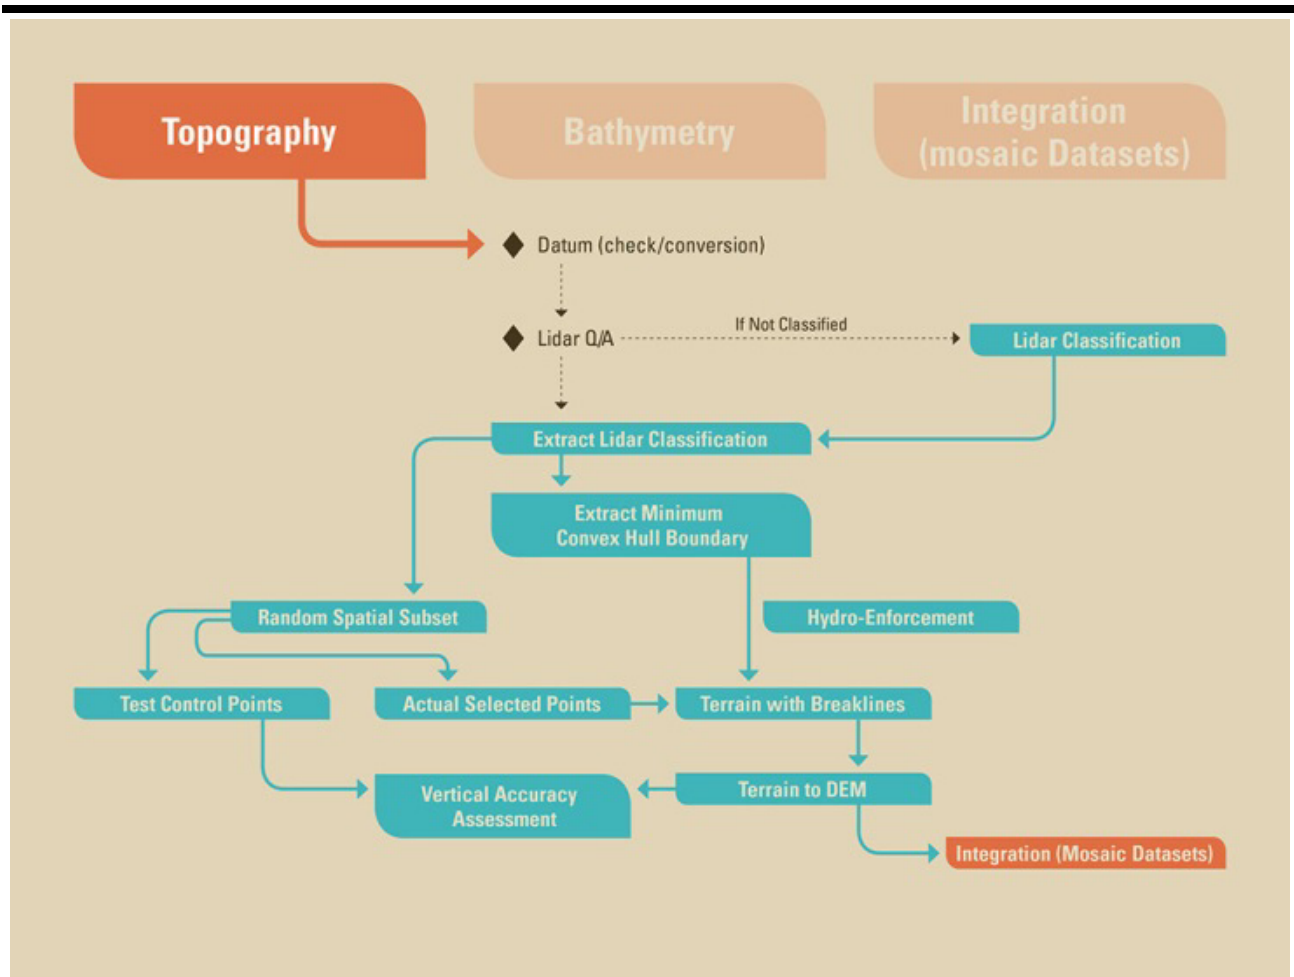 Topography
Bathymetry
Integration
(mosaic Datasets)
Datum (check/conversion)
Lidar Q/A
If Not Classified
Lidar Classification
Extract Lidar Classification
Extract Minimum
Convex Hull Boundary
Random Spatial Subset
Hydro-Enforcement
Test Control Points
Actual Selected Points
Terrain with Breaklines
Vertical Accuracy
Assessment
Terrain to DEM
Integration (Mosaic Datasets)